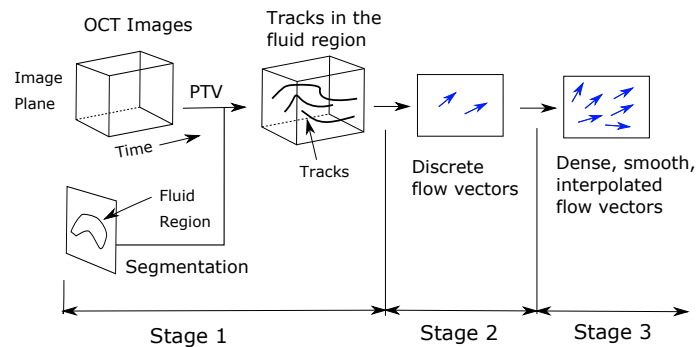 OCT Images
Image
Plane
PTV
Time
Tracks in the
fluid region
Tracks
Fluid
Region
Segmentation
Discrete
flow vectors
Dense, smooth,
interpolated
flow vectors
Stage 1
Stage 2
Stage 3